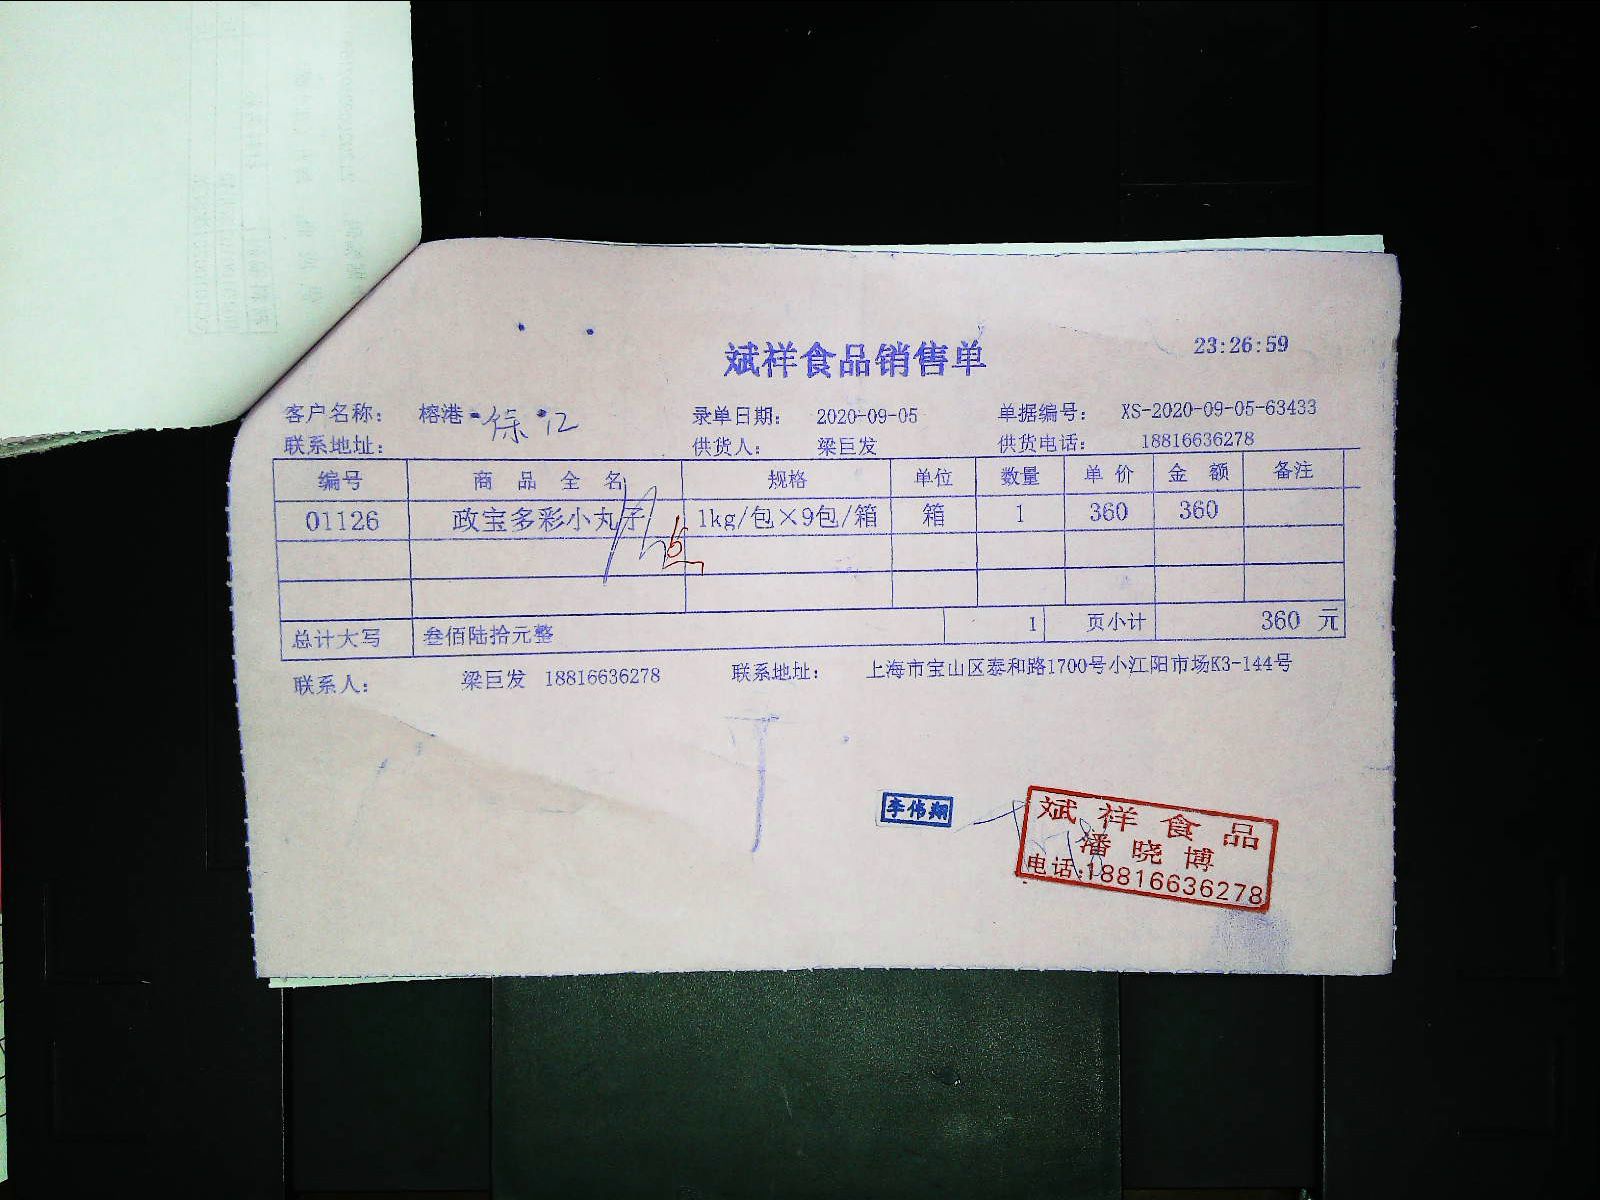 斌祥食品销售单
23:26:59
客户名称： 榕港·徐汇 录单日期： 2020-09-05 单据编号： XS-2020-09-05-63433
联系地址： 供货人： 梁巨发 供货电话： 18816636278
编号 商品全名 规格 单位 数量 单价 金额 备注
01126 政宝多彩小丸子 1kg/包×9包/箱 箱 1 360 360
总计大写 叁佰陆拾元整 1 页小计 360 元
联系人： 梁巨发 18816636278 联系地址： 上海市宝山区泰和路1700号小江阳市场K3-144号
李伟翔
斌祥食品
潘晓博
电话:18816636278